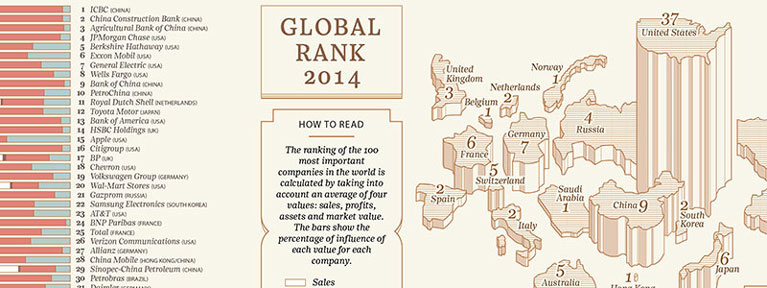 1 ICBC (CHINA)
2 China Construction Bank (CHINA)
3 Agricultural Bank of China (CHINA)
4 JPMorgan Chase (USA)
5 Berkshire Hathaway (USA)
6 Exxon Mobil (USA)
7 General Electric (USA)
8 Wells Fargo (USA)
9 Bank of China (CHINA)
10 PetroChina (CHINA)
11 Royal Dutch Shell (NETHERLANDS)
12 Toyota Motor (JAPAN)
13 Bank of America (USA)
14 HSBC Holdings (UK)
15 Apple (USA)
16 Citigroup (USA)
17 BP (UK)
18 Chevron (USA)
19 Volkswagen Group (GERMANY)
20 Wal-Mart Stores (USA)
21 Gazprom (RUSSIA)
22 Samsung Electronics (SOUTH KOREA)
23 AT&T (USA)
24 BNP Paribas (FRANCE)
25 Total (FRANCE)
26 Verizon Communications (USA)
27 Allianz (GERMANY)
28 China Mobile (HONG KONG/CHINA)
29 Sinopec-China Petroleum (CHINA)
30 Petrobras (BRAZIL)
31 Daimler (GERMANY)
GLOBAL
RANK
2014
HOW TO READ
The ranking of the 100
most important
companies in the world is
calculated by taking into
account an average of four
values: sales, profits,
assets and market value.
The bars show the
percentage of influence of
each value for each
company.
Sales
37
United States
United
Kingdom
3
Norway
1
Netherlands
2
Belgium
1
4
Russia
6
France
Germany
7
5
Switzerland
2
Spain
2
Italy
Saudi
Arabia
1
China 9
2
South
Korea
6
Japan
5
Australia
1
Hong Kong